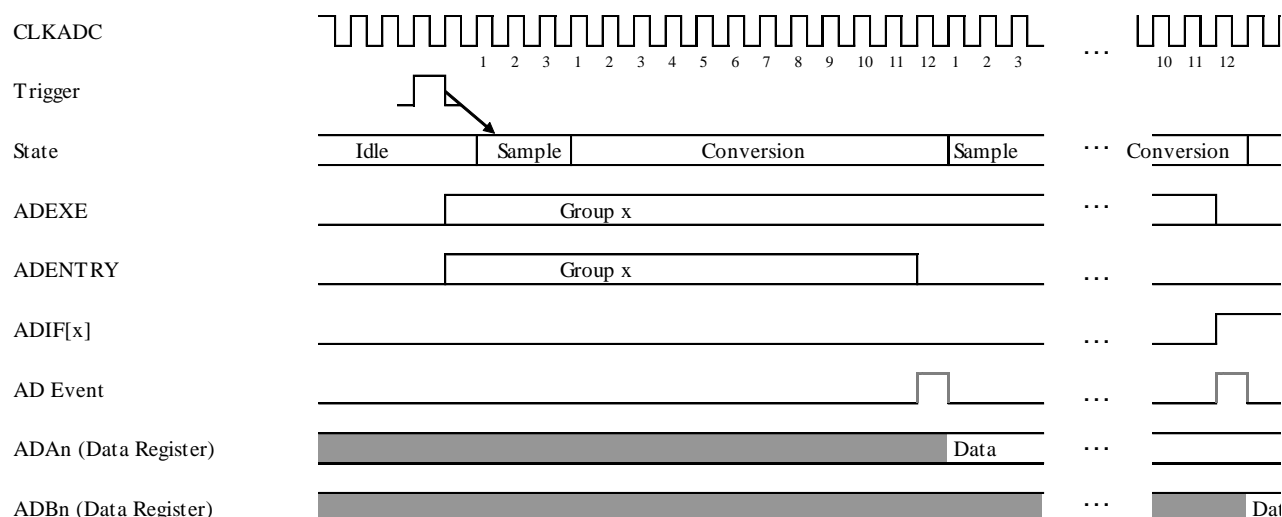 CLKADC
1 2 3 1 2 3 4 5 6 7 8 9 10 11 12 1 2 3 ... 10 11 12
Trigger
State Idle Sample Conversion Sample ... Conversion
ADEXE Group x ...
ADENTRY Group x ...
ADIF[x] ...
AD Event ...
ADAn (Data Register) Data ...
ADBn (Data Register) ... Dat